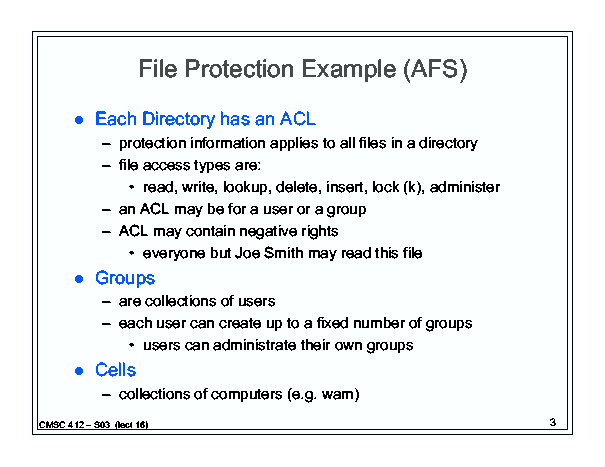 File Protection Example (AFS)
● Each Directory has an ACL
– protection information applies to all files in a directory
– file access types are:
• read, write, lookup, delete, insert, lock (k), administer
– an ACL may be for a user or a group
– ACL may contain negative rights
• everyone but Joe Smith may read this file
● Groups
– are collections of users
– each user can create up to a fixed number of groups
• users can administrate their own groups
● Cells
– collections of computers (e.g. wam)
CMSC 412 – S03 (lect 16)
3